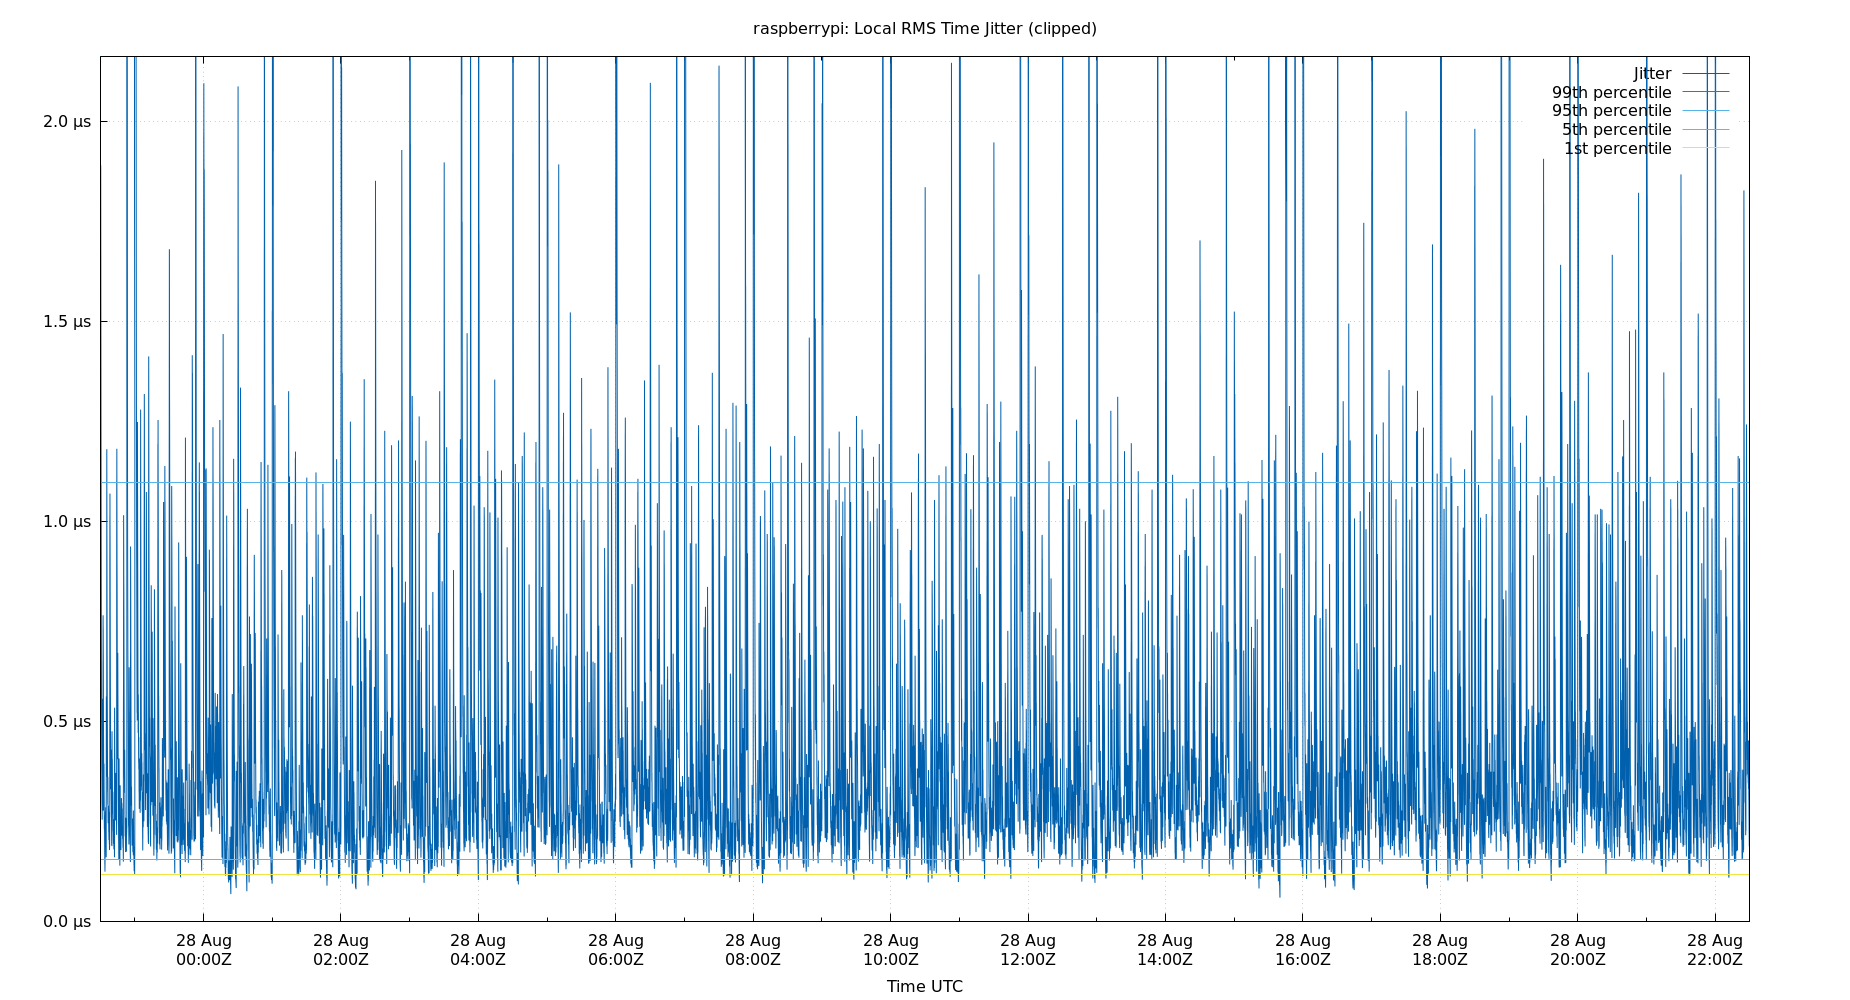 raspberrypi: Local RMS Time Jitter (clipped)
Jitter
99th percentile
95th percentile
5th percentile
1st percentile
2.0 µs
1.5 µs
1.0 µs
0.5 µs
0.0 µs
28 Aug 28 Aug 28 Aug 28 Aug 28 Aug 28 Aug 28 Aug 28 Aug 28 Aug 28 Aug 28 Aug 28 Aug
00:00Z 02:00Z 04:00Z 06:00Z 08:00Z 10:00Z 12:00Z 14:00Z 16:00Z 18:00Z 20:00Z 22:00Z
Time UTC